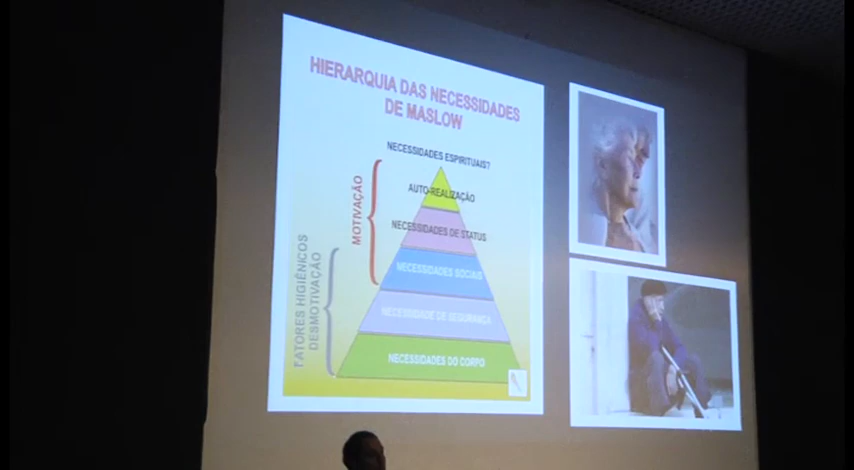 HIERARQUIA DAS NECESSIDADES
DE MASLOW
NECESSIDADES ESPIRITUAIS?
AUTO-REALIZAÇÃO
NECESSIDADES DE STATUS
NECESSIDADES SOCIAIS
NECESSIDADE DE SEGURANÇA
NECESSIDADES DO CORPO
MOTIVAÇÃO
FATORES HIGIÊNICOS
DESMOTIVAÇÃO